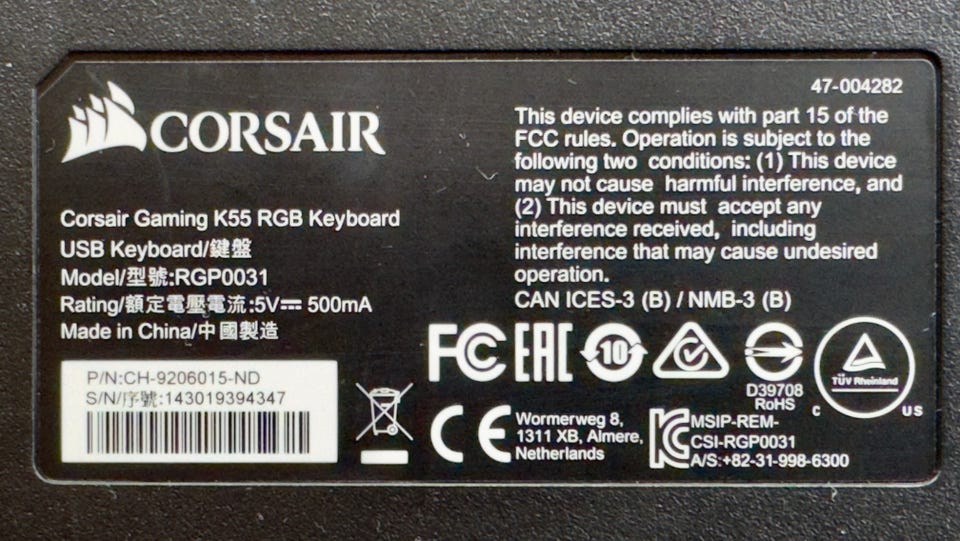 CORSAIR
Corsair Gaming K55 RGB Keyboard
USB Keyboard/鍵盤
Model/型號:RGP0031
Rating/額定電壓電流:5V⎓ 500mA
Made in China/中國製造
P/N:CH-9206015-ND
S/N/序號:143019394347
47-004282
This device complies with part 15 of the
FCC rules. Operation is subject to the
following two conditions: (1) This device
may not cause harmful interference, and
(2) This device must accept any
interference received, including
interference that may cause undesired
operation.
CAN ICES-3 (B) / NMB-3 (B)
FC EAC 10
D39708
RoHS
TÜV Rheinland
C US
CE
Wormerweg 8,
1311 XB, Almere,
Netherlands
KC
MSIP-REM-
CSI-RGP0031
A/S:+82-31-998-6300